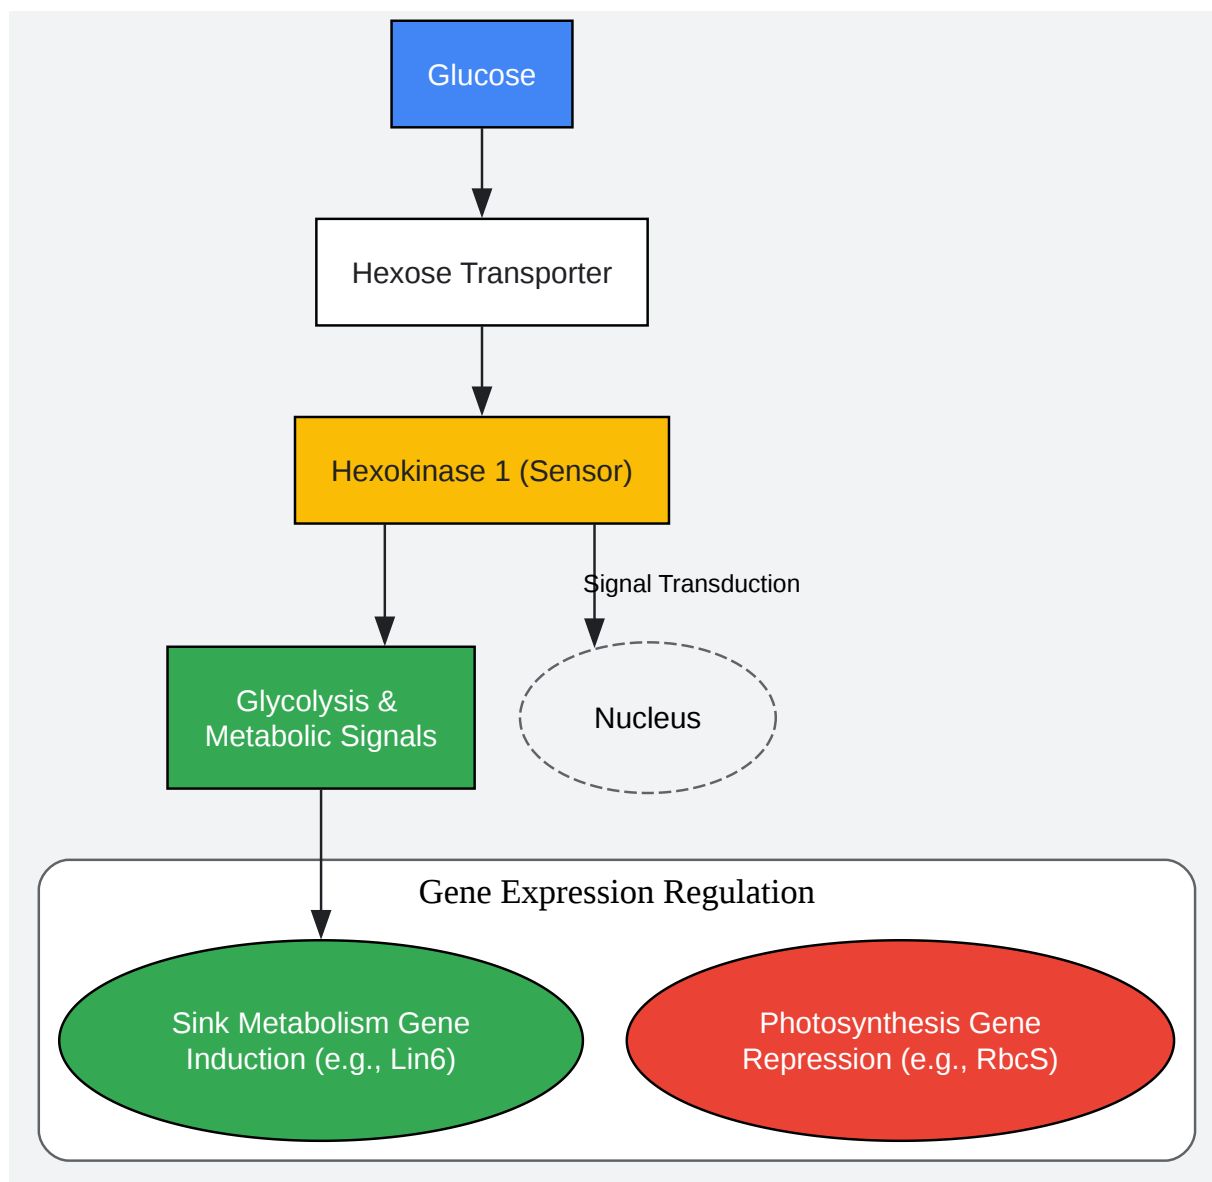 Glucose
Hexose Transporter
Hexokinase 1 (Sensor)
Signal Transduction
Glycolysis &
Metabolic Signals
Nucleus
Gene Expression Regulation
Sink Metabolism Gene
Induction (e.g., Lin6)
Photosynthesis Gene
Repression (e.g., RbcS)